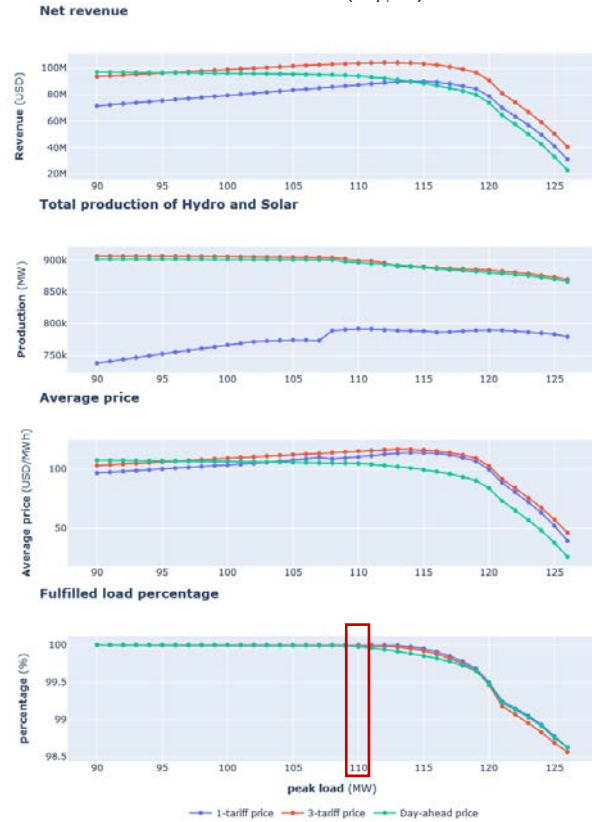 Net revenue
100M
80M
60M
40M
20M
Revenue (USD)
90 95 100 105 110 115 120 125
Total production of Hydro and Solar
900k
850k
800k
750k
Production (MW)
90 95 100 105 110 115 120 125
Average price
100
50
Average price (USD/MWh)
90 95 100 105 110 115 120 125
Fulfilled load percentage
100
99.5
99
98.5
percentage (%)
90 95 100 105 110 115 120 125
peak load (MW)
1-tariff price 3-tariff price Day-ahead price